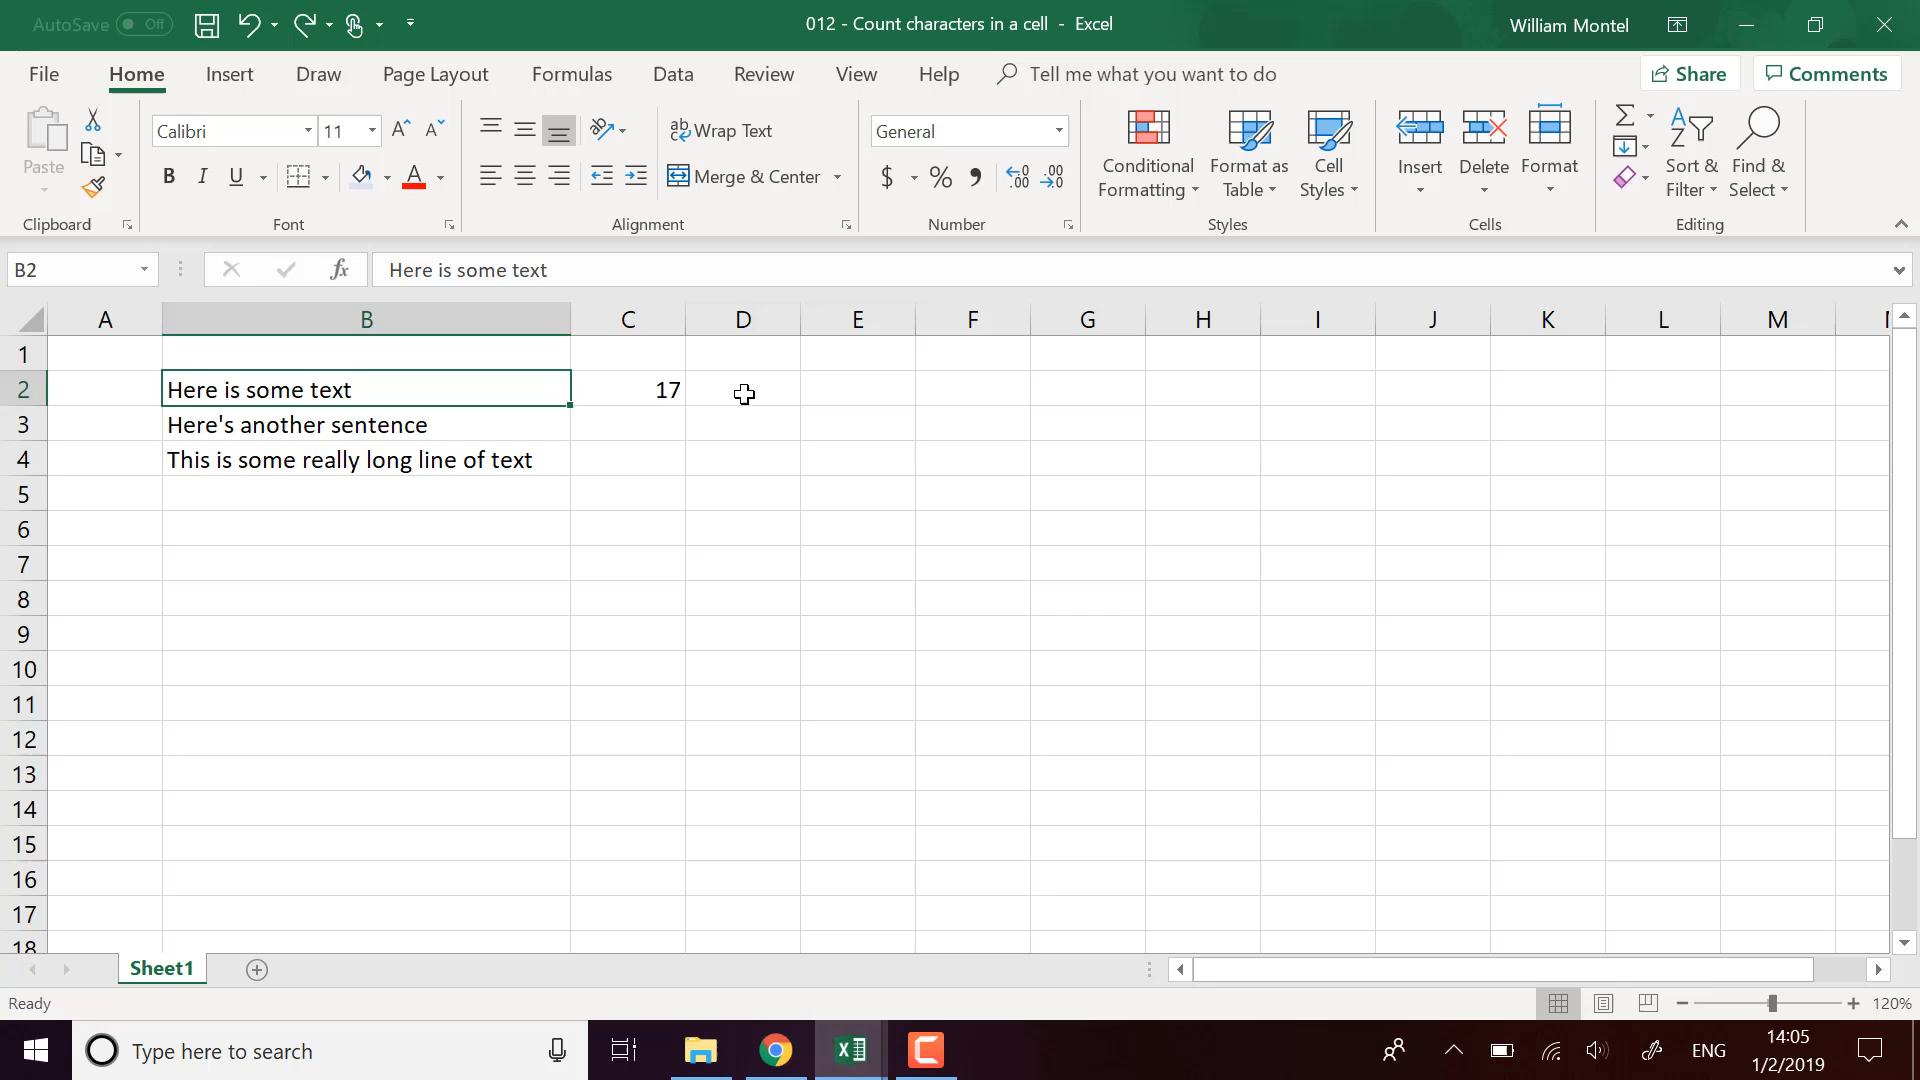 AutoSave Off
012 - Count characters in a cell - Excel
William Montel
File Home Insert Draw Page Layout Formulas Data Review View Help Tell me what you want to do Share Comments
Paste
Clipboard
Calibri 11
B I U A
Font
ab Wrap Text
Merge & Center
Alignment
General
$ % , .00 .00
Number
Conditional Formatting
Format as Table
Cell Styles
Styles
Insert Delete Format
Cells
Sort & Filter
Find & Select
Editing
B2 fx Here is some text
A B C D E F G H I J K L M
1
2 Here is some text 17
3 Here's another sentence
4 This is some really long line of text
5
6
7
8
9
10
11
12
13
14
15
16
17
18
Sheet1
Ready 120%
Type here to search ENG 14:05
1/2/2019